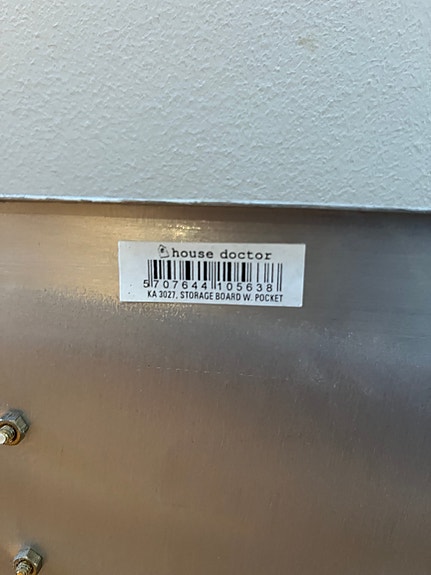 house doctor
5 707644 105638
KA 3027, STORAGE BOARD W. POCKET